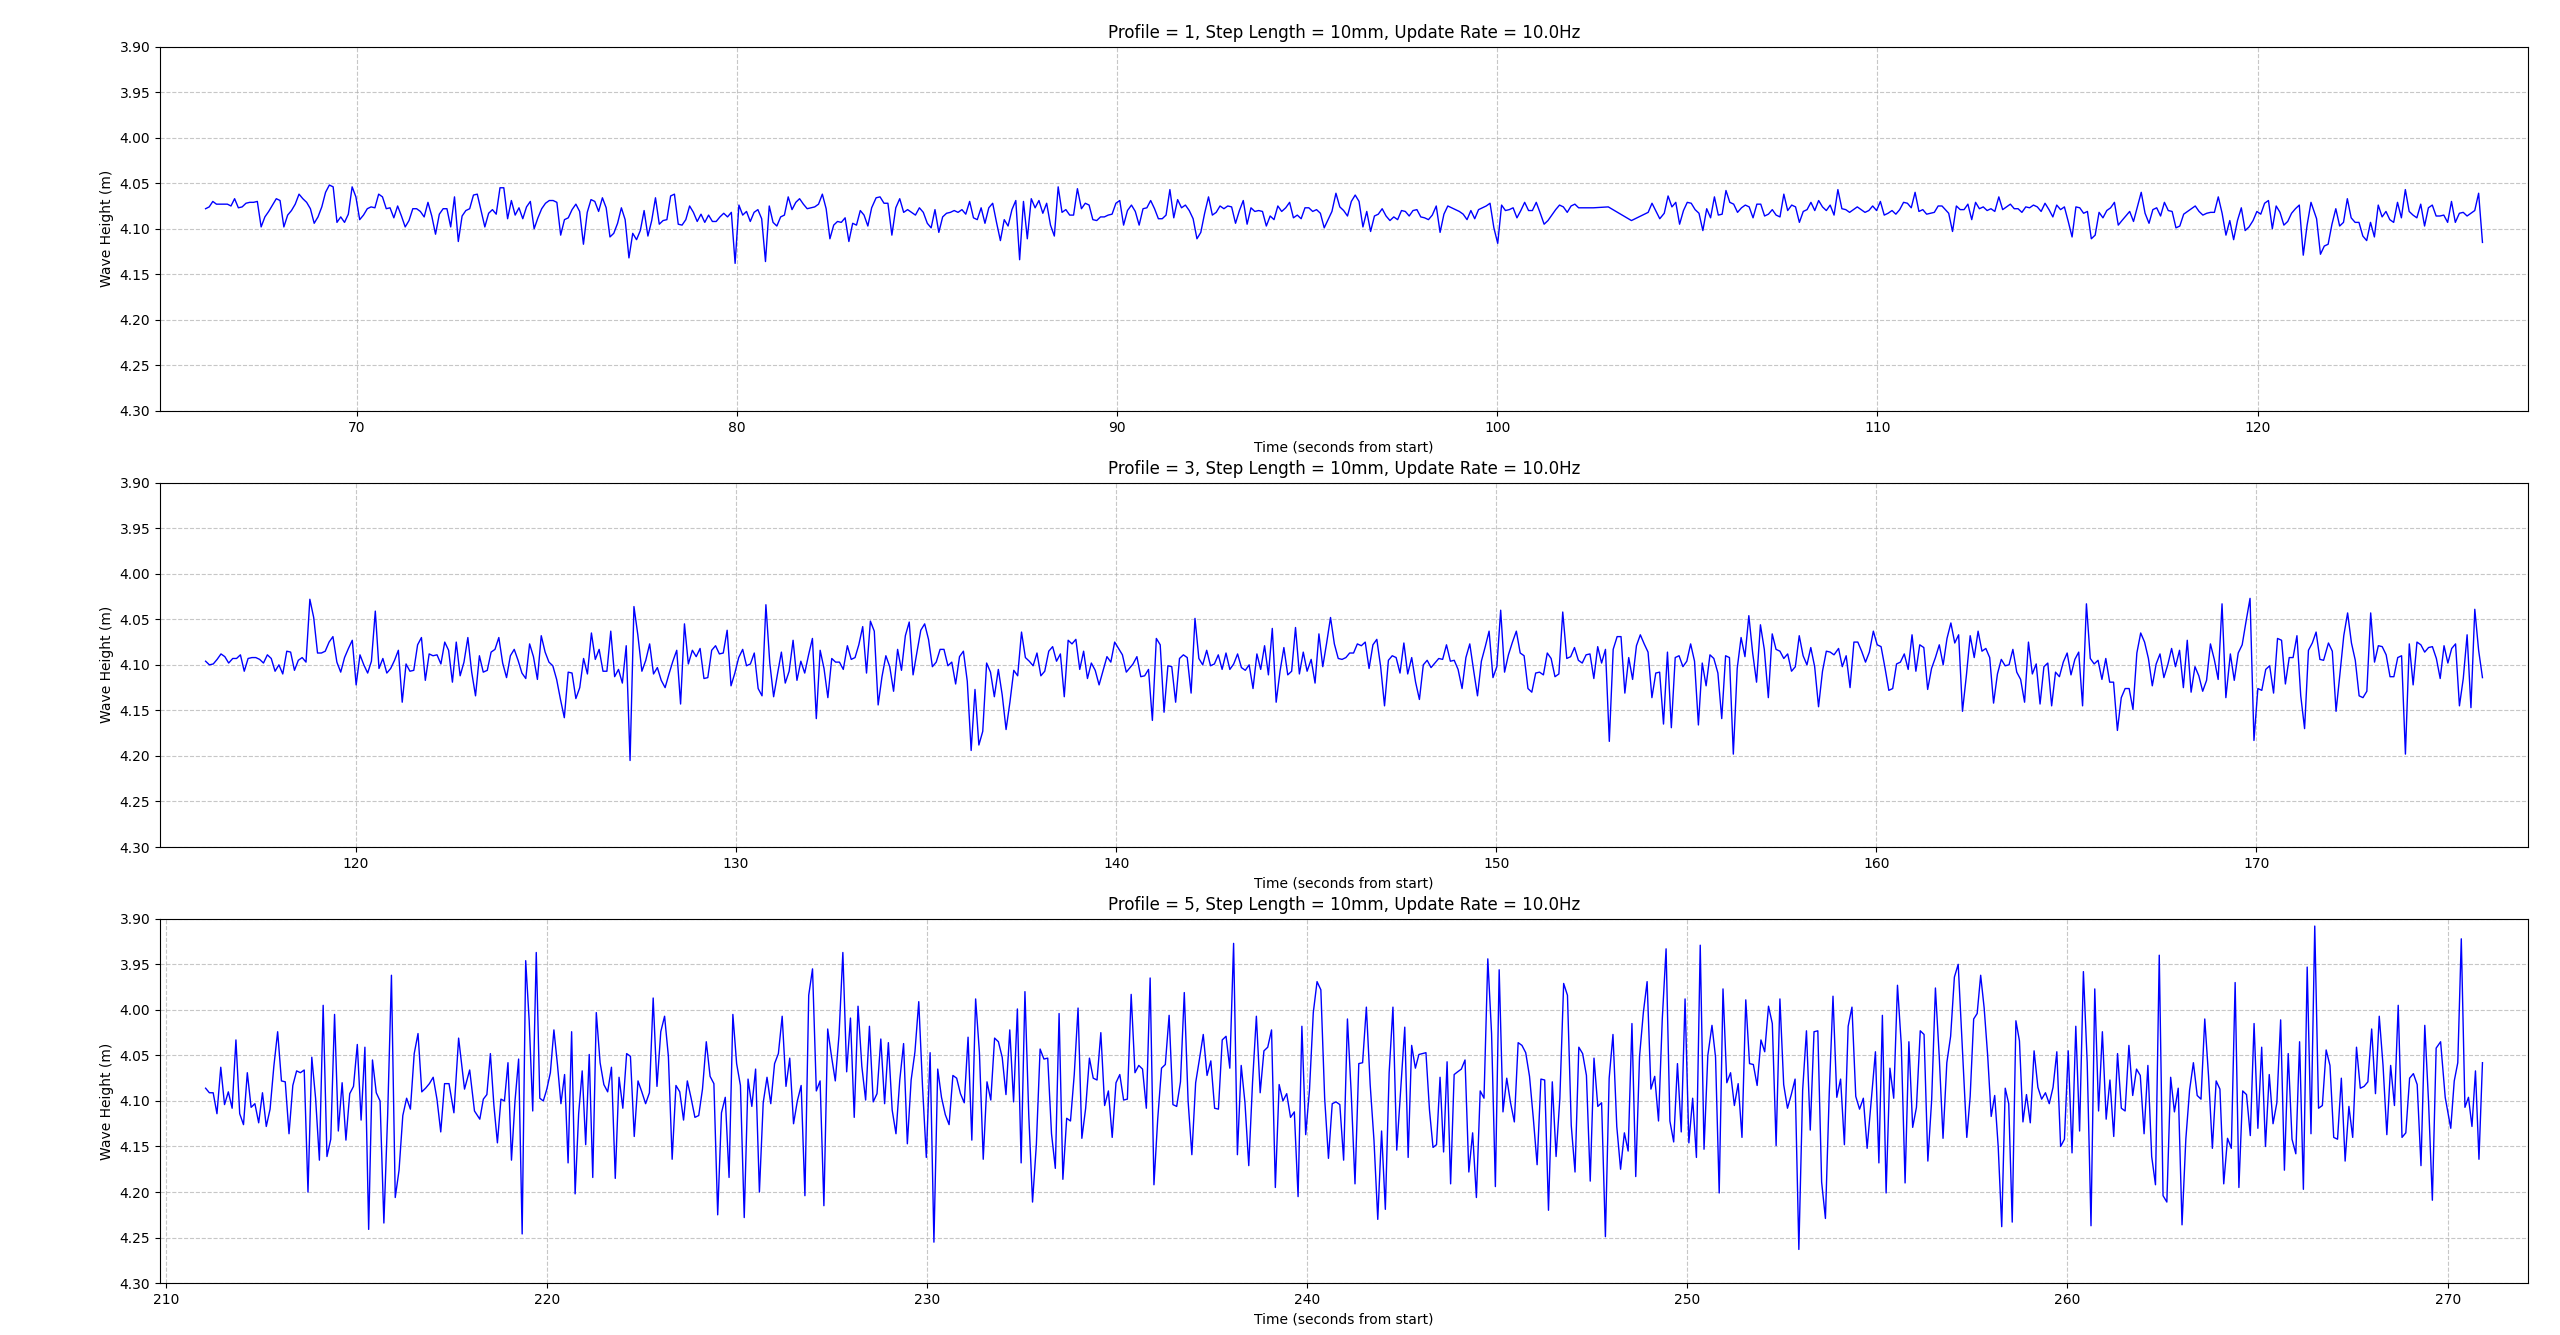 Profile = 1, Step Length = 10mm, Update Rate = 10.0Hz
Wave Height (m)
3.90
3.95
4.00
4.05
4.10
4.15
4.20
4.25
4.30
70 80 90 100 110 120
Time (seconds from start)
Profile = 3, Step Length = 10mm, Update Rate = 10.0Hz
Wave Height (m)
3.90
3.95
4.00
4.05
4.10
4.15
4.20
4.25
4.30
120 130 140 150 160 170
Time (seconds from start)
Profile = 5, Step Length = 10mm, Update Rate = 10.0Hz
Wave Height (m)
3.90
3.95
4.00
4.05
4.10
4.15
4.20
4.25
4.30
210 220 230 240 250 260 270
Time (seconds from start)